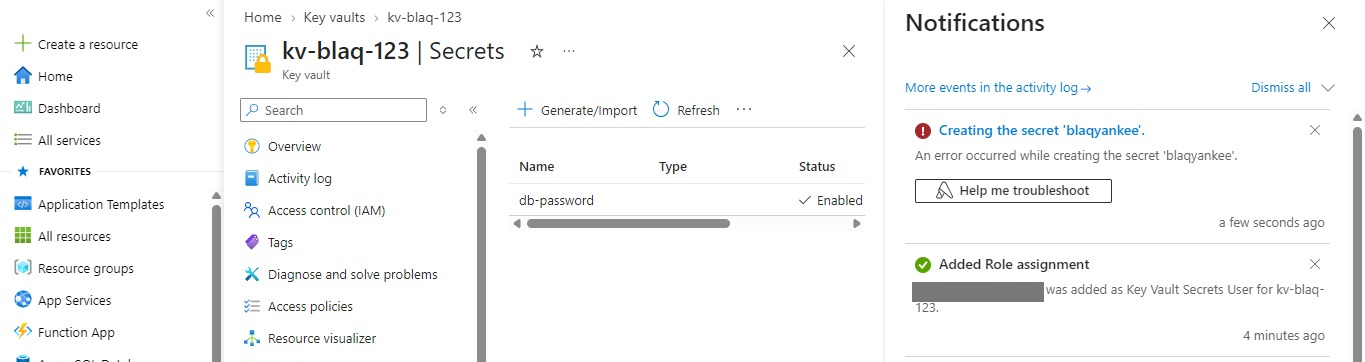 Create a resource
Home
Dashboard
All services
FAVORITES
Application Templates
All resources
Resource groups
App Services
Function App
Home > Key vaults > kv-blaq-123
kv-blaq-123 | Secrets
Key vault
Search
Overview
Activity log
Access control (IAM)
Tags
Diagnose and solve problems
Access policies
Resource visualizer
Generate/Import Refresh
Name Type Status
db-password Enabled
Notifications
More events in the activity log → Dismiss all
Creating the secret 'blaqyankee'.
An error occurred while creating the secret 'blaqyankee'.
Help me troubleshoot
a few seconds ago
Added Role assignment
was added as Key Vault Secrets User for kv-blaq-
123.
4 minutes ago